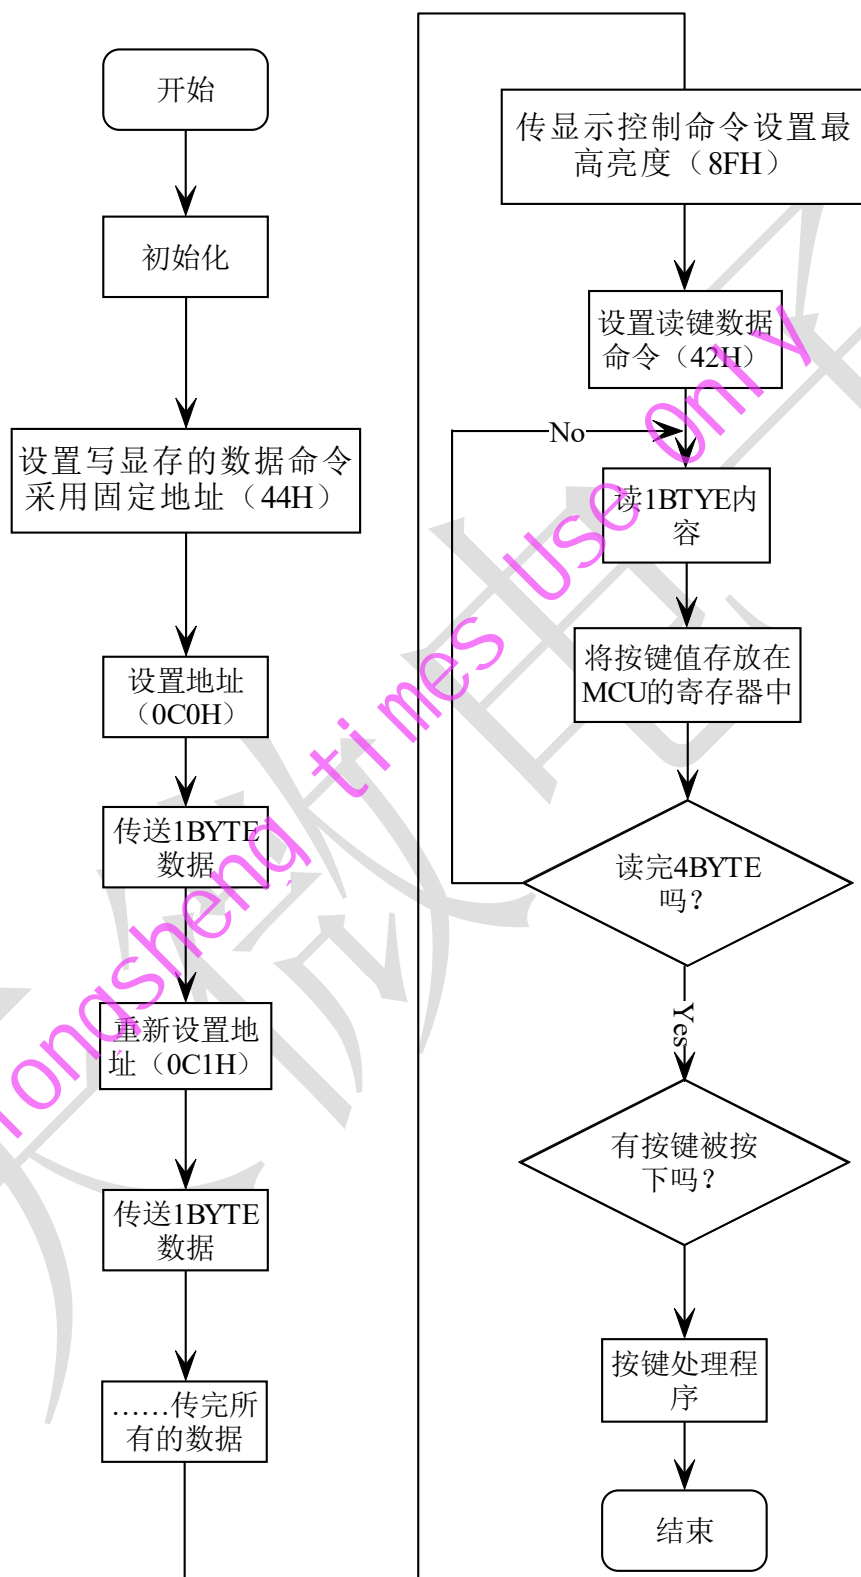 开始
初始化
设置写显存的数据命令
采用固定地址（44H）
设置地址
（0C0H）
传送1BYTE
数据
重新设置地
址（0C1H）
传送1BYTE
数据
……传完所
有的数据
传显示控制命令设置最
高亮度（8FH）
设置读键数据
命令（42H）
No
读1BTYE内
容
将按键值存放在
MCU的寄存器中
读完4BYTE
吗？
Yes
有按键被按
下吗？
按键处理程
序
结束
ongsheng times Use Only